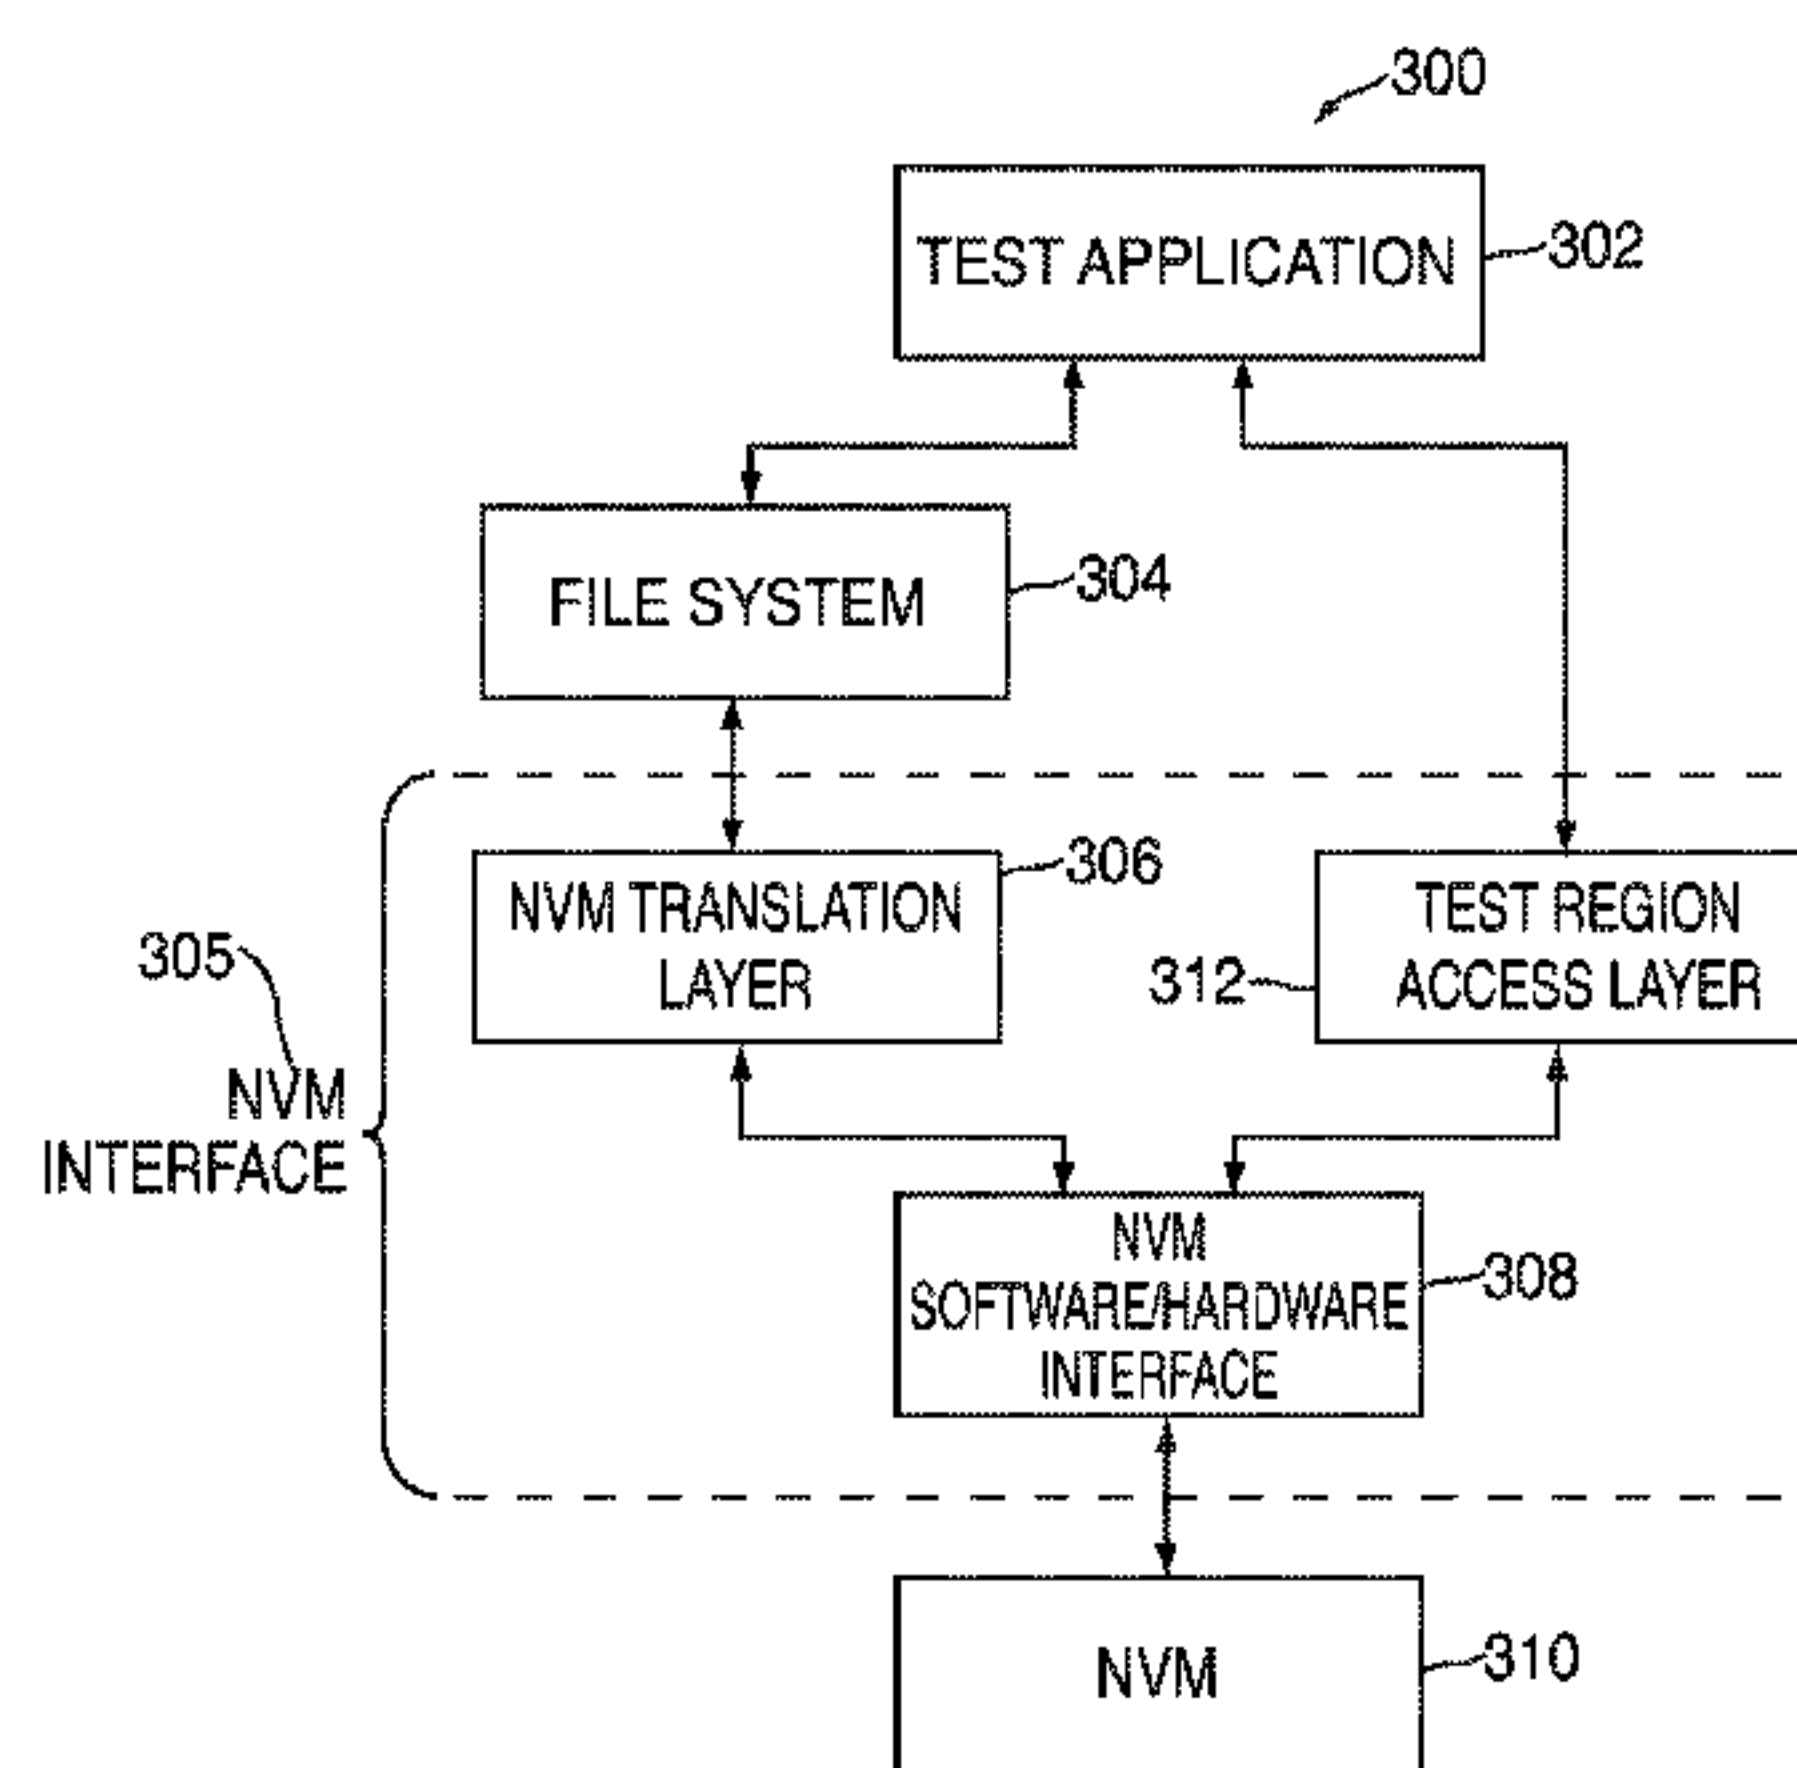 300
TEST APPLICATION
302
FILE SYSTEM
304
NVM TRANSLATION
LAYER
306
TEST REGION
ACCESS LAYER
312
305
NVM
INTERFACE
NVM
SOFTWARE/HARDWARE
INTERFACE
308
NVM
310